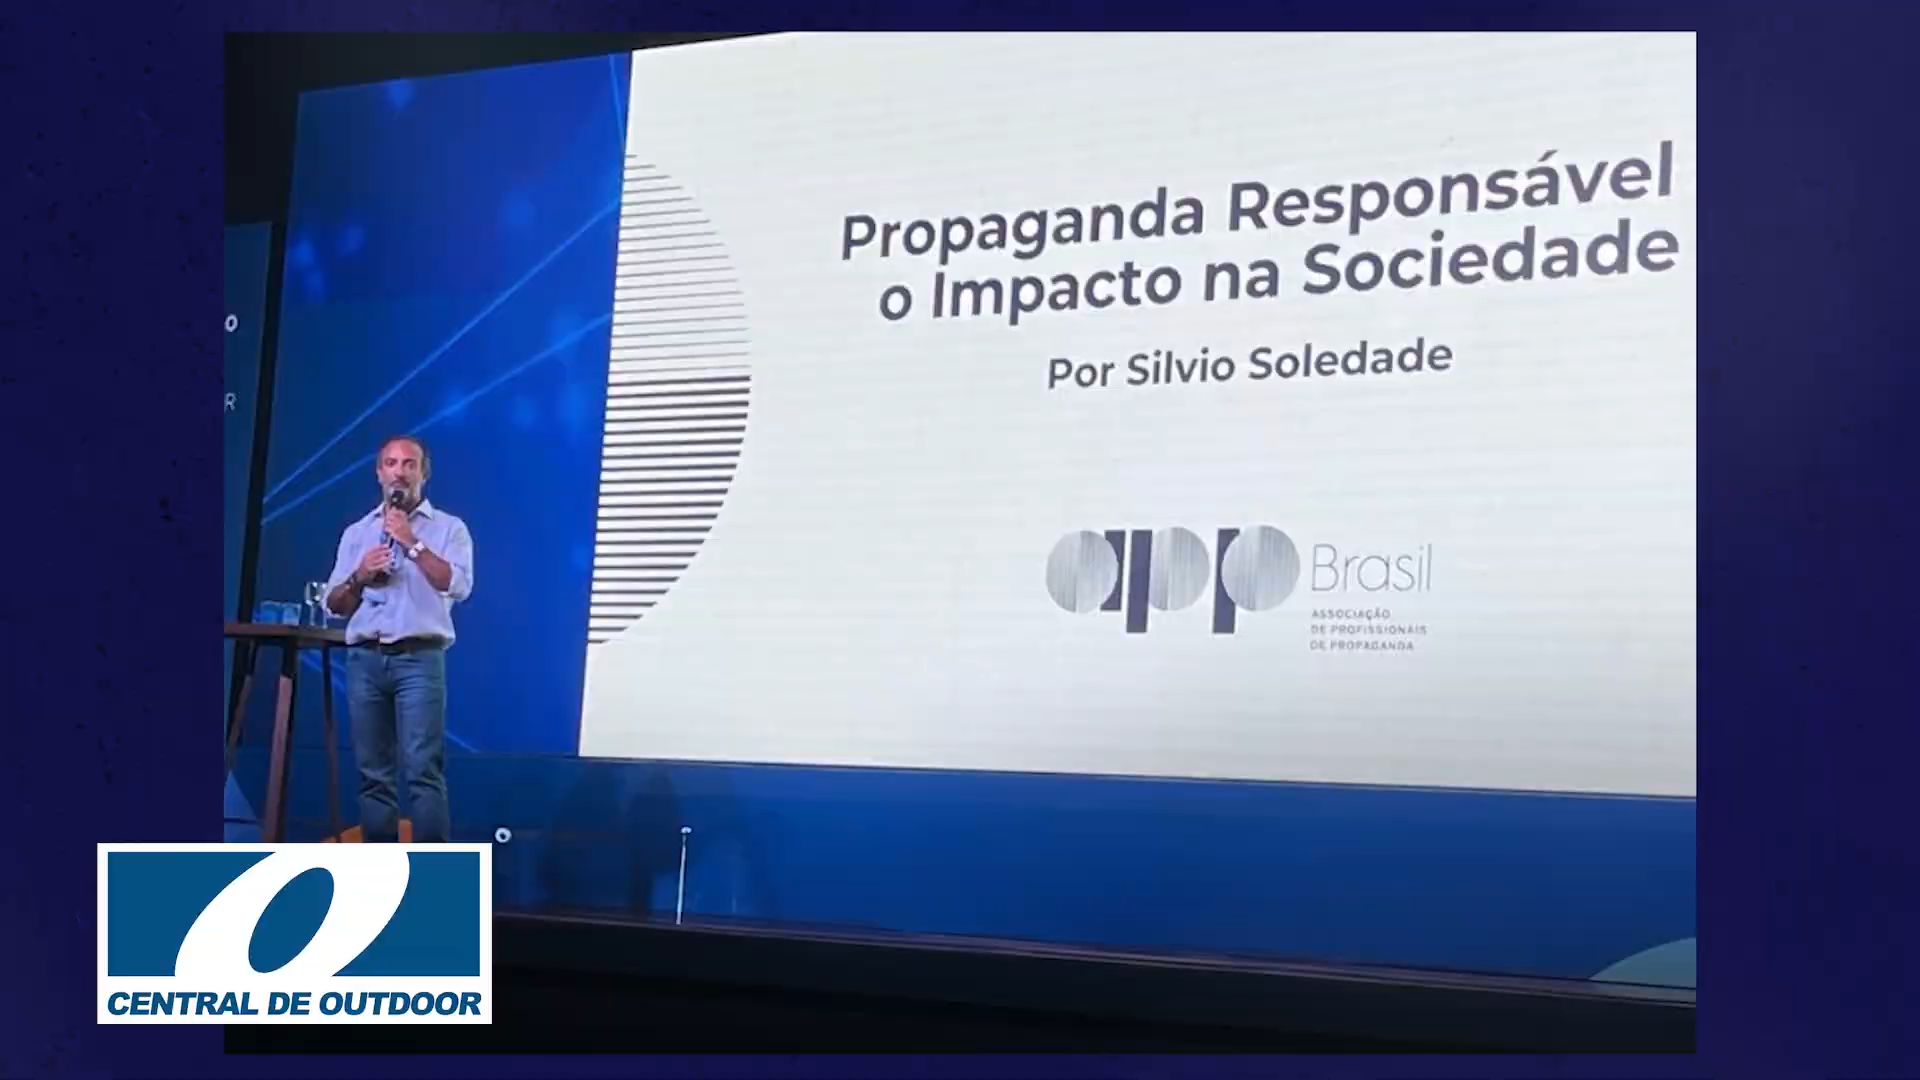 Propaganda Responsável
o Impacto na Sociedade
Por Silvio Soledade
app Brasil
ASSOCIAÇÃO
DE PROFISSIONAIS
DE PROPAGANDA
O
R
CENTRAL DE OUTDOOR